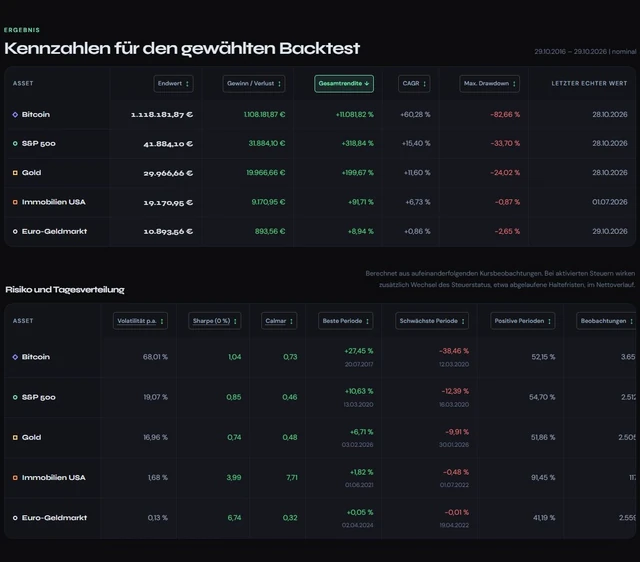 ERGEBNIS
Kennzahlen für den gewählten Backtest
29.10.2016 – 29.10.2026 | nominal
ASSET Endwert ↕ Gewinn / Verlust ↕ Gesamtrendite ↓ CAGR ↕ Max. Drawdown ↕ LETZTER ECHTER WERT
Bitcoin 1.118.181,87 € 1.108.181,87 € +11.081,82 % +60,28 % -82,66 % 28.10.2026
S&P 500 41.884,10 € 31.884,10 € +318,84 % +15,40 % -33,70 % 28.10.2026
Gold 29.966,66 € 19.966,66 € +199,67 % +11,60 % -24,02 % 28.10.2026
Immobilien USA 19.170,95 € 9.170,95 € +91,71 % +6,73 % -0,87 % 01.07.2026
Euro-Geldmarkt 10.893,56 € 893,56 € +8,94 % +0,86 % -2,65 % 29.10.2026
Berechnet aus aufeinanderfolgenden Kursbeobachtungen. Bei aktivierten Steuern wirken
zusätzlich Wechsel des Steuerstatus, etwa abgelaufene Haltefristen, im Nettoverlauf.
Risiko und Tagesverteilung
ASSET Volatilität p.a. ↕ Sharpe (0 %) ↕ Calmar ↕ Beste Periode ↕ Schwächste Periode ↕ Positive Perioden ↕ Beobachtungen ↕
Bitcoin 68,01 % 1,04 0,73 +27,45 % -38,46 % 52,15 % 3.65
20.07.2017 12.03.2020
S&P 500 19,07 % 0,85 0,46 +10,63 % -12,39 % 54,70 % 2.512
13.03.2020 16.03.2020
Gold 16,96 % 0,74 0,48 +6,71 % -9,91 % 51,86 % 2.505
03.02.2026 30.01.2026
Immobilien USA 1,68 % 3,99 7,71 +1,82 % -0,48 % 91,45 % 117
01.06.2021 01.07.2022
Euro-Geldmarkt 0,13 % 6,74 0,32 +0,05 % -0,01 % 41,19 % 2.559
02.04.2024 19.04.2022